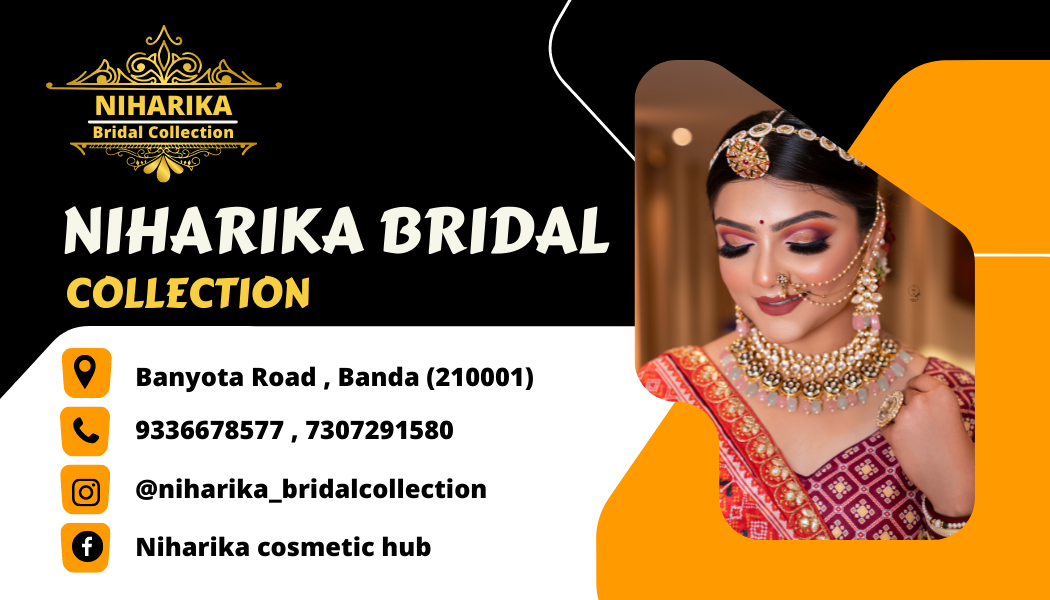 NIHARIKA
Bridal Collection
NIHARIKA BRIDAL
COLLECTION
Banyota Road , Banda (210001)
9336678577 , 7307291580
@niharika_bridalcollection
Niharika cosmetic hub